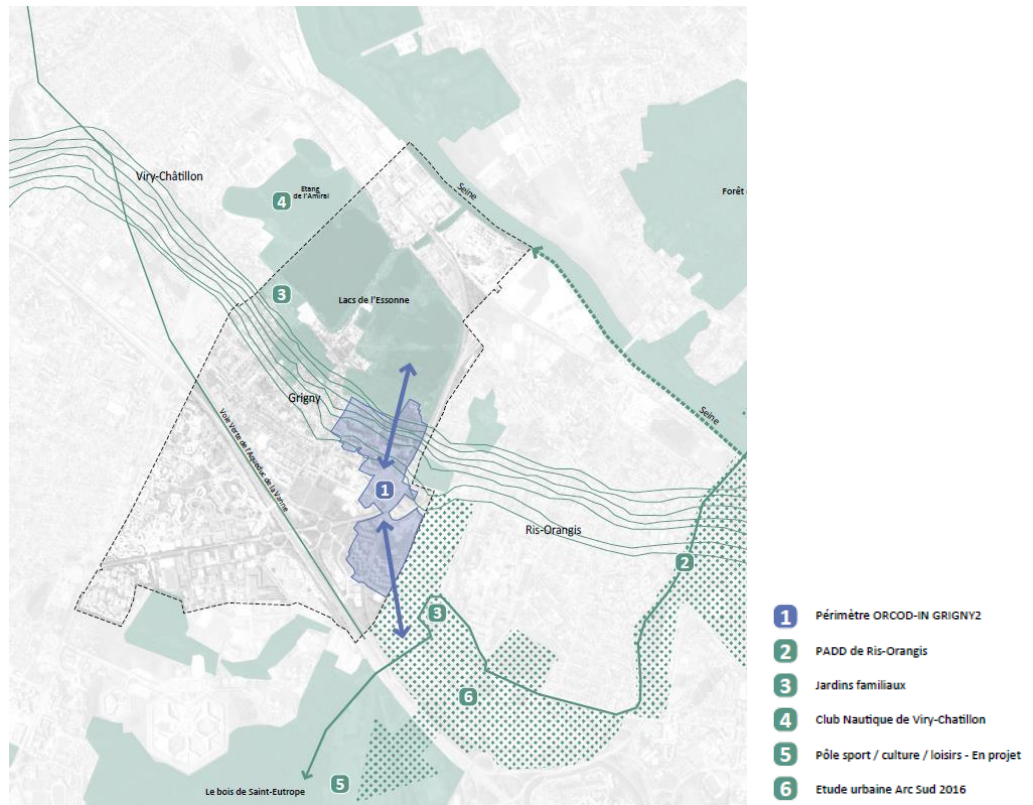 Viry-Châtillon
4
Etang
de l'Amiral
Seine
Forêt
3
Lacs de l'Essonne
Grigny
Voie Verte de l'Aqueduc de la Vanne
Seine
1
Ris-Orangis
2
3
6
5
Le bois de Saint-Eutrope
1 Périmètre ORCOD-IN GRIGNY2
2 PADD de Ris-Orangis
3 Jardins familiaux
4 Club Nautique de Viry-Chatillon
5 Pôle sport / culture / loisirs - En projet
6 Etude urbaine Arc Sud 2016